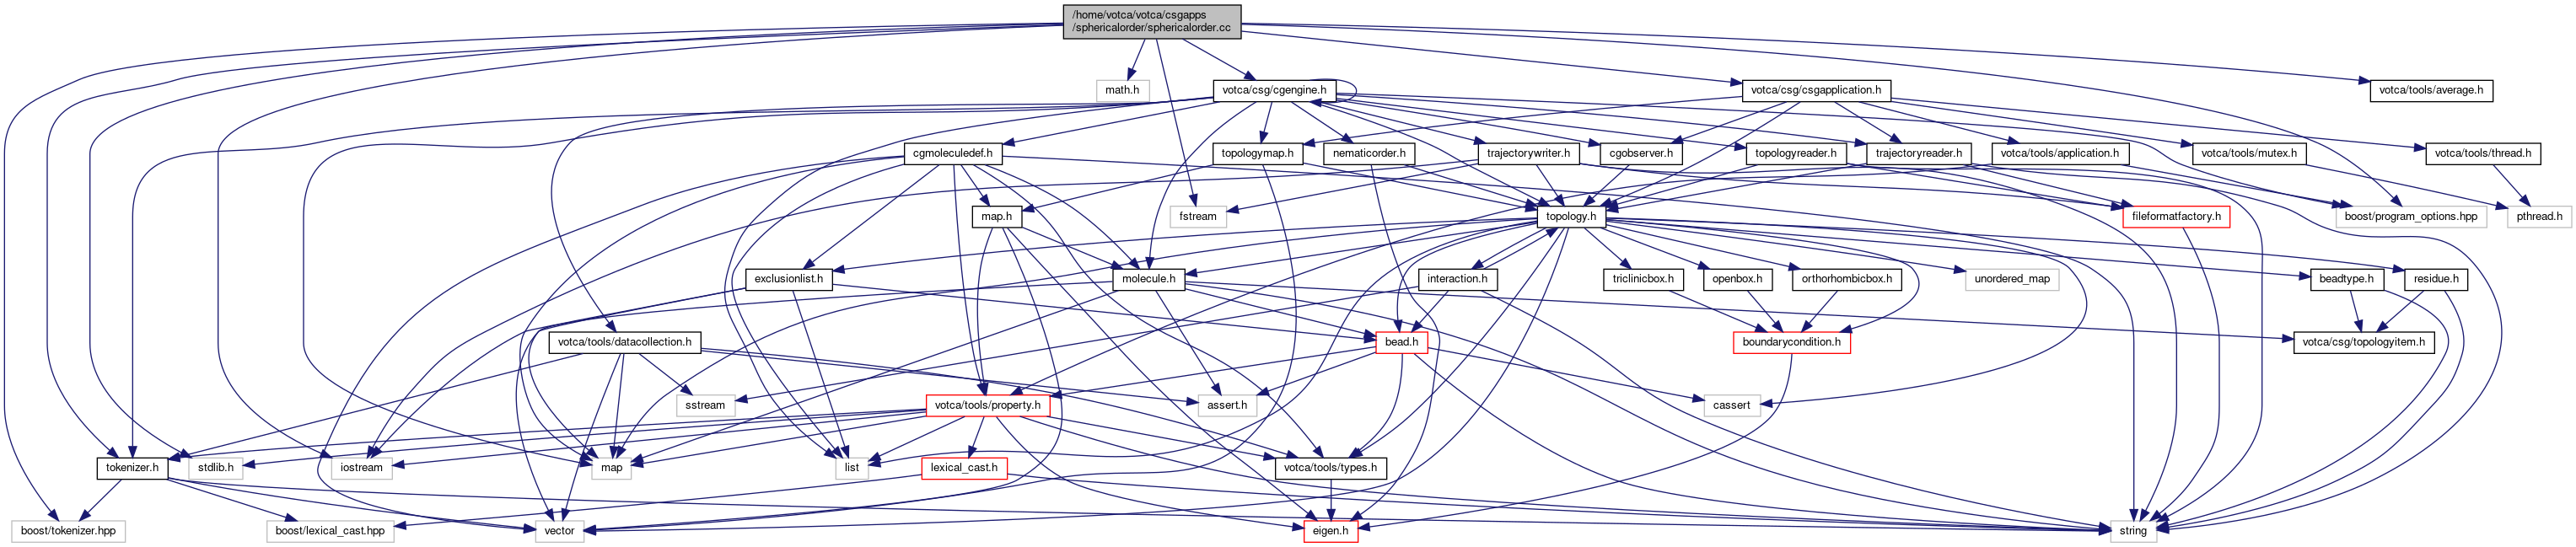 /home/votca/votca/csgapps
/sphericalorder/sphericalorder.cc
math.h
votca/csg/cgengine.h
votca/csg/csgapplication.h
votca/tools/average.h
cgmoleculedef.h
topologymap.h
nematicorder.h
trajectorywriter.h
cgobserver.h
topologyreader.h
trajectoryreader.h
votca/tools/application.h
votca/tools/mutex.h
votca/tools/thread.h
map.h
fstream
topology.h
fileformatfactory.h
boost/program_options.hpp
pthread.h
exclusionlist.h
molecule.h
interaction.h
triclinicbox.h
openbox.h
orthorhombicbox.h
unordered_map
beadtype.h
residue.h
votca/tools/datacollection.h
bead.h
boundarycondition.h
votca/csg/topologyitem.h
sstream
votca/tools/property.h
assert.h
cassert
tokenizer.h
stdlib.h
iostream
map
list
lexical_cast.h
votca/tools/types.h
boost/tokenizer.hpp
boost/lexical_cast.hpp
vector
eigen.h
string